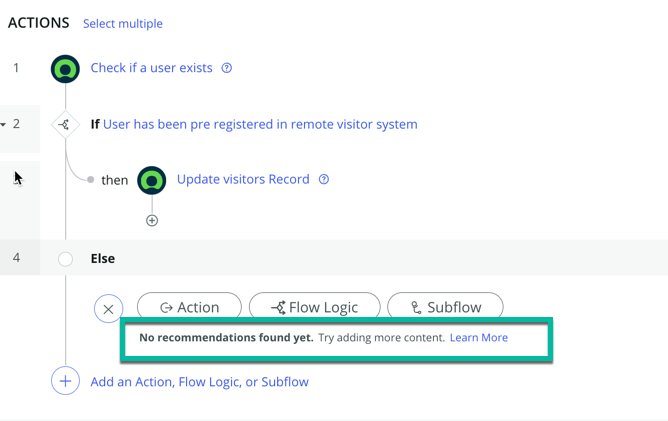 ACTIONS Select multiple
1 Check if a user exists ?
2 If User has been pre registered in remote visitor system
then Update visitors Record ?
4 Else
Action Flow Logic Subflow
No recommendations found yet. Try adding more content. Learn More
Add an Action, Flow Logic, or Subflow